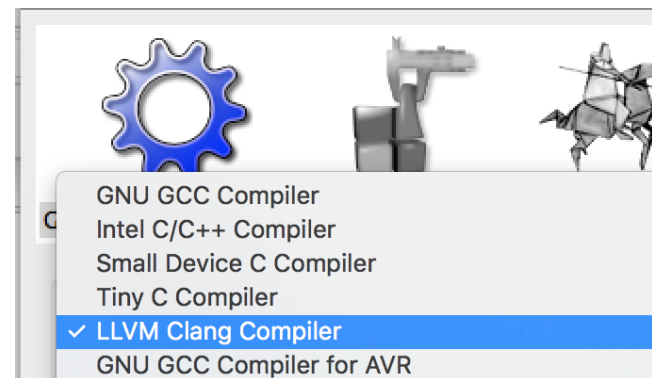 GNU GCC Compiler
Intel C/C++ Compiler
Small Device C Compiler
Tiny C Compiler
✓ LLVM Clang Compiler
GNU GCC Compiler for AVR